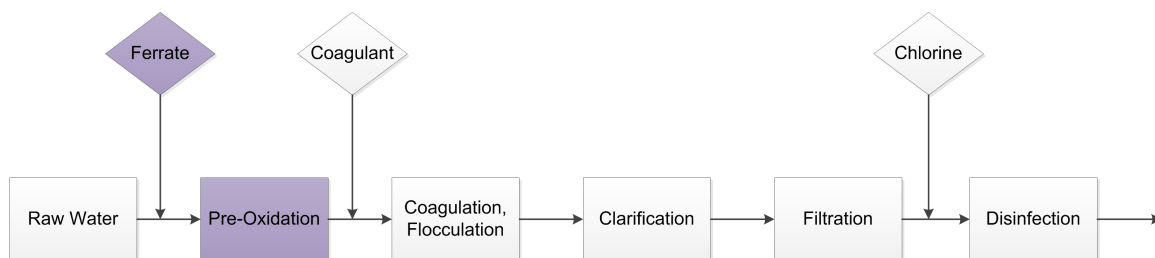 Ferrate
Coagulant
Chlorine
Raw Water
Pre-Oxidation
Coagulation,
Flocculation
Clarification
Filtration
Disinfection